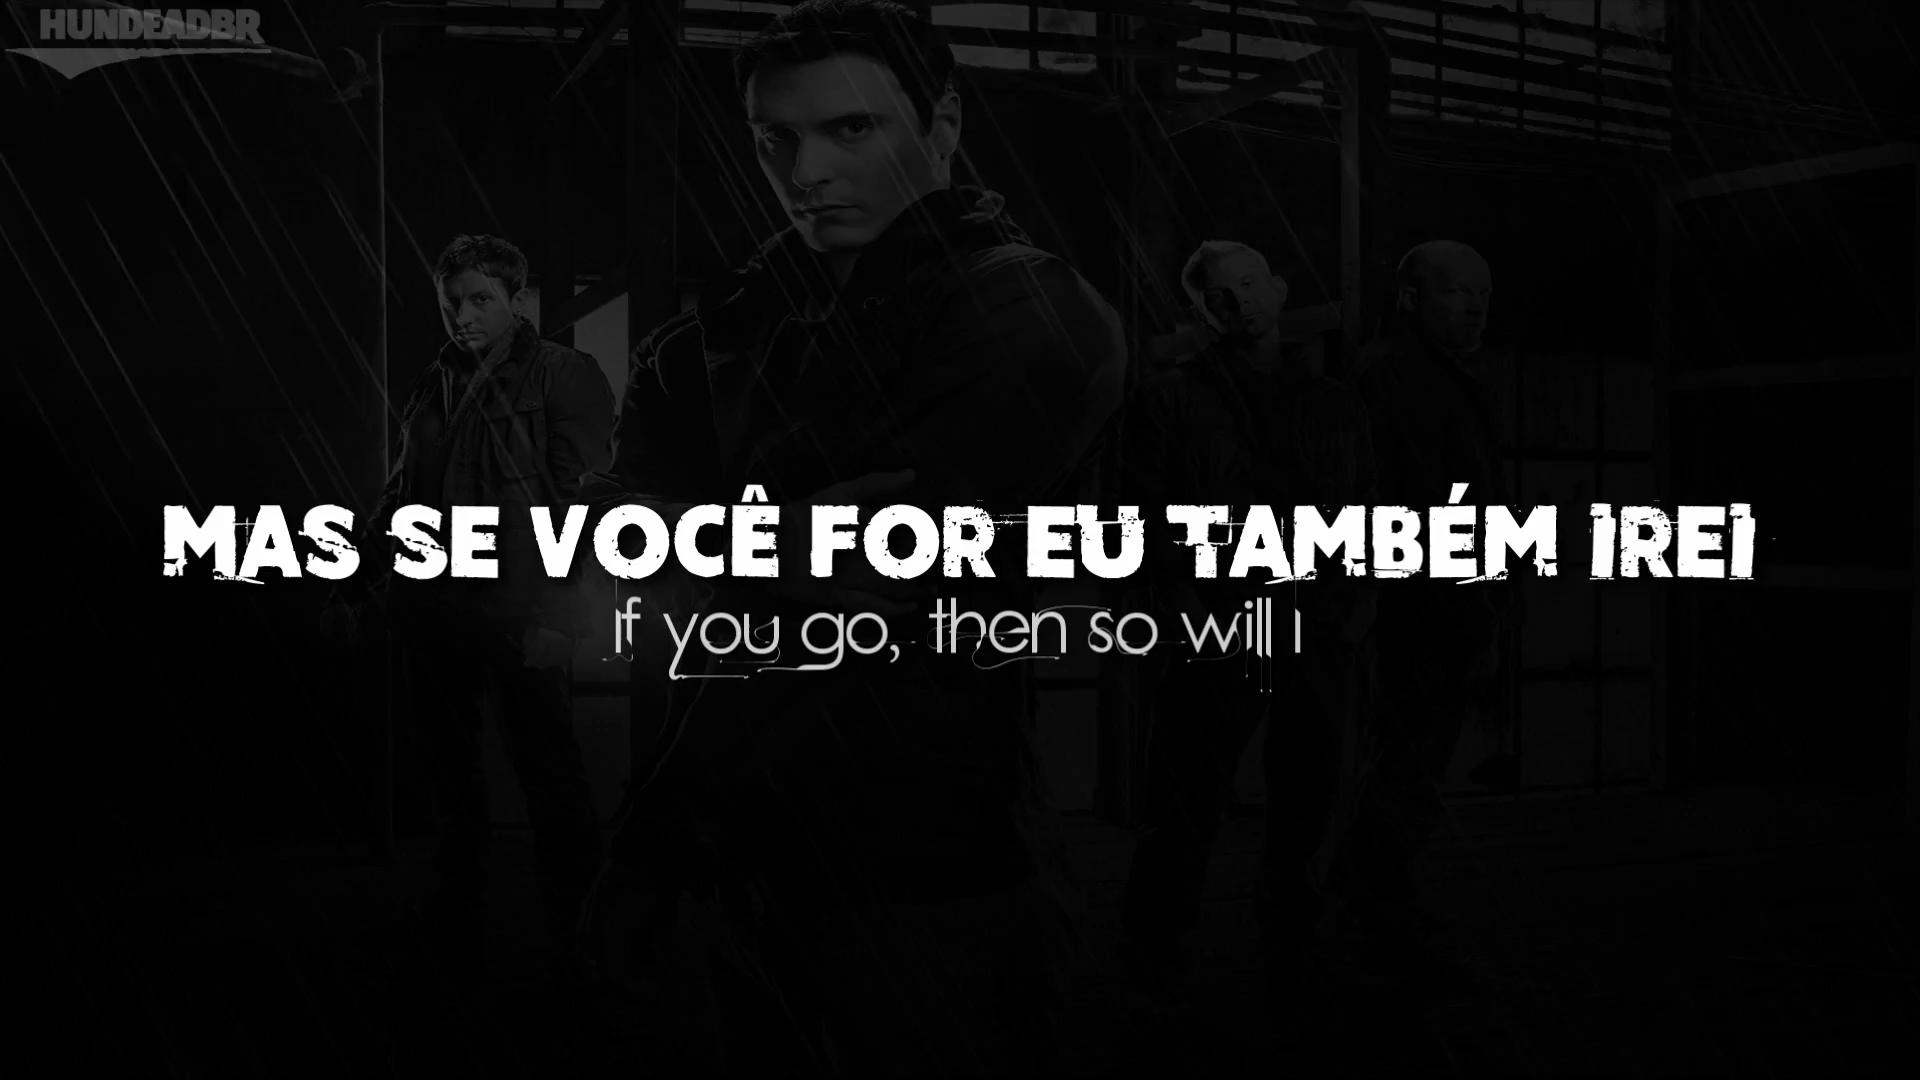 HUNDEADBR
MAS SE VOCÊ FOR EU TAMBÉM IREI
If you go, then so will I